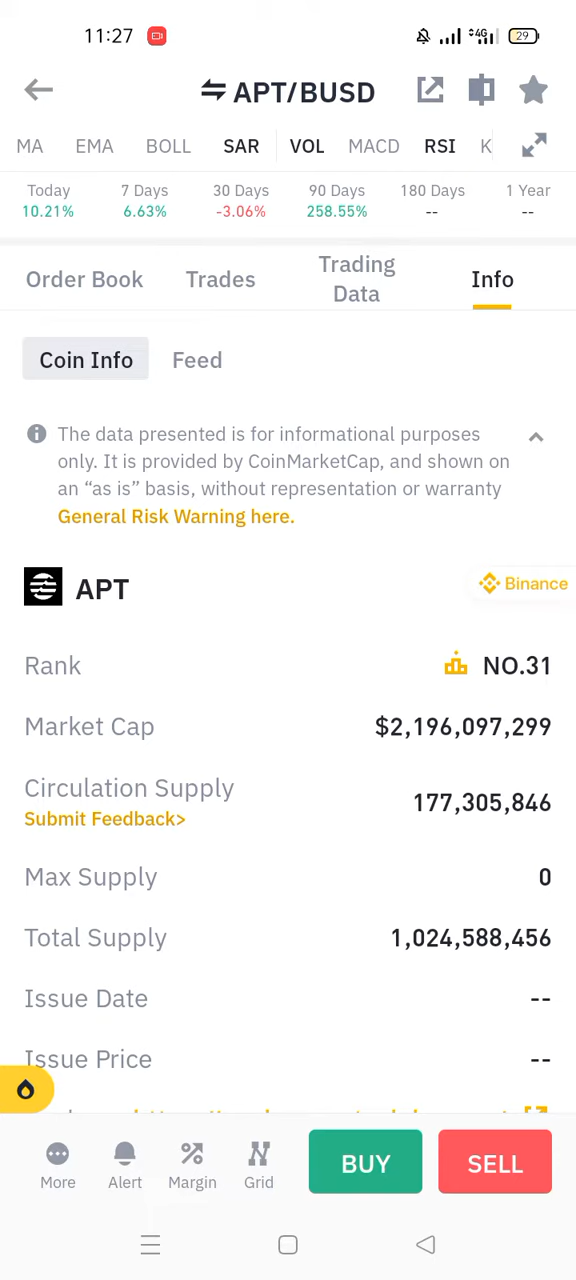 11:27
4G
29
APT/BUSD
MA EMA BOLL SAR VOL MACD RSI K
Today 7 Days 30 Days 90 Days 180 Days 1 Year
10.21% 6.63% -3.06% 258.55% -- --
Order Book Trades Trading Data Info
Coin Info Feed
The data presented is for informational purposes
only. It is provided by CoinMarketCap, and shown on
an “as is” basis, without representation or warranty
General Risk Warning here.
APT Binance
Rank NO.31
Market Cap $2,196,097,299
Circulation Supply 177,305,846
Submit Feedback>
Max Supply 0
Total Supply 1,024,588,456
Issue Date --
Issue Price --
More Alert Margin Grid BUY SELL